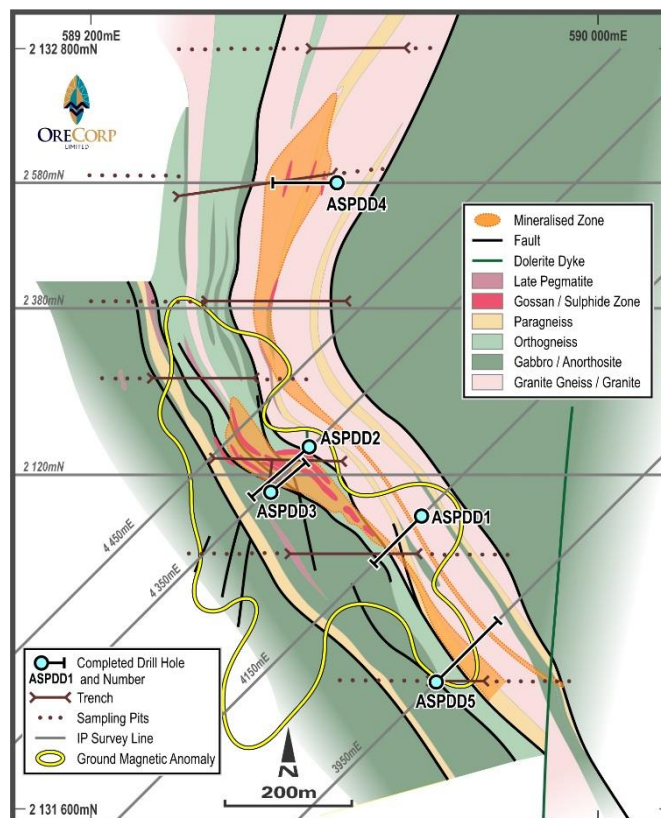 589 200mE
590 000mE
2 132 800mN
ORECORP
LIMITED
2 580mN
ASPDD4
Mineralised Zone
Fault
Dolerite Dyke
Late Pegmatite
Gossan / Sulphide Zone
Paragneiss
Orthogneiss
Gabbro / Anorthosite
Granite Gneiss / Granite
2 380mN
ASPDD2
2 120mN
ASPDD3
ASPDD1
4 450mE
4 350mE
4150mE
3950mE
ASPDD5
Completed Drill Hole
ASPDD1 and Number
Trench
Sampling Pits
IP Survey Line
Ground Magnetic Anomaly
N
200m
2 131 600mN